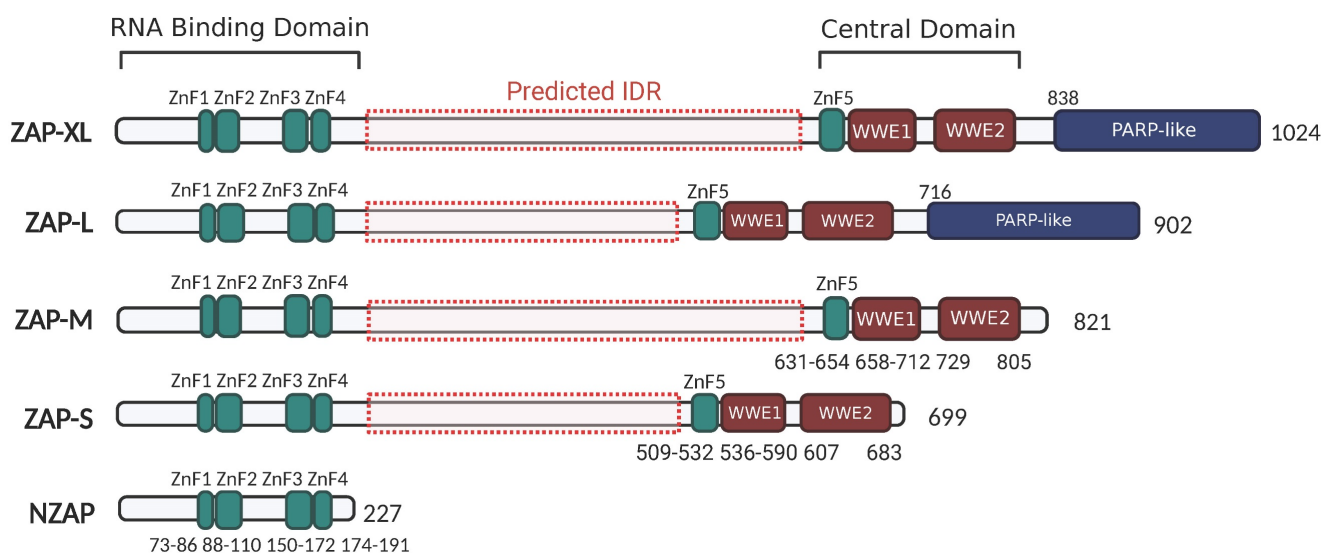 RNA Binding Domain Central Domain
ZnF1 ZnF2 ZnF3 ZnF4 Predicted IDR ZnF5 838
ZAP-XL WWE1 WWE2 PARP-like 1024
ZnF1 ZnF2 ZnF3 ZnF4 ZnF5 716
ZAP-L WWE1 WWE2 PARP-like 902
ZnF1 ZnF2 ZnF3 ZnF4 ZnF5
ZAP-M WWE1 WWE2 821
631-654 658-712 729 805
ZnF1 ZnF2 ZnF3 ZnF4 ZnF5
ZAP-S WWE1 WWE2 699
509-532 536-590 607 683
ZnF1 ZnF2 ZnF3 ZnF4
NZAP 227
73-86 88-110 150-172 174-191